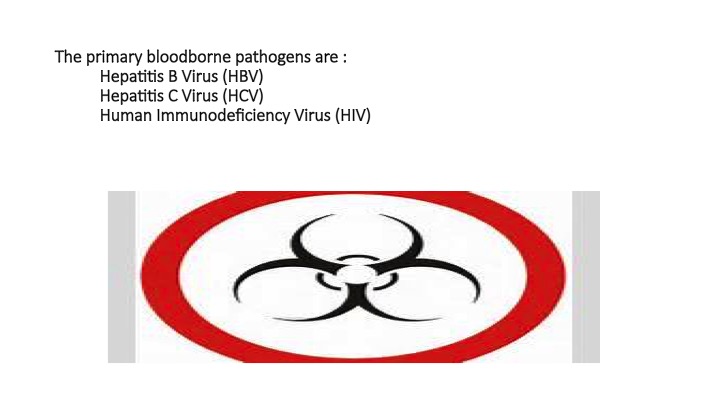 The primary bloodborne pathogens are :
Hepatitis B Virus (HBV)
Hepatitis C Virus (HCV)
Human Immunodeficiency Virus (HIV)